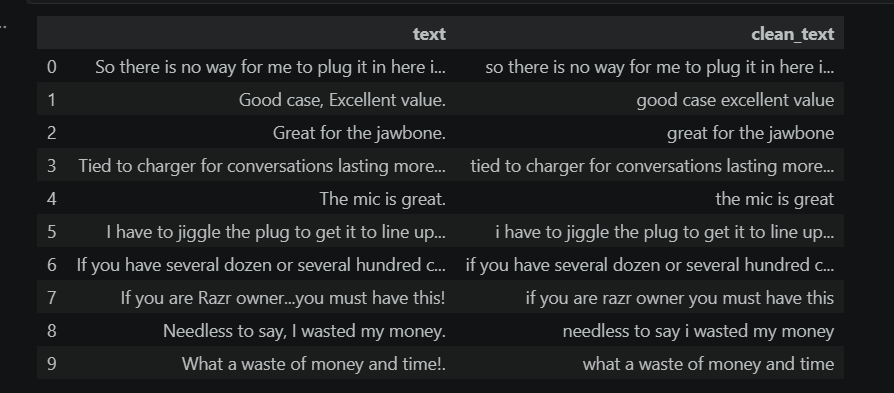 ..
text clean_text
0 So there is no way for me to plug it in here i... so there is no way for me to plug it in here i...
1 Good case, Excellent value. good case excellent value
2 Great for the jawbone. great for the jawbone
3 Tied to charger for conversations lasting more... tied to charger for conversations lasting more...
4 The mic is great. the mic is great
5 I have to jiggle the plug to get it to line up... i have to jiggle the plug to get it to line up...
6 If you have several dozen or several hundred c... if you have several dozen or several hundred c...
7 If you are Razr owner...you must have this! if you are razr owner you must have this
8 Needless to say, I wasted my money. needless to say i wasted my money
9 What a waste of money and time!. what a waste of money and time